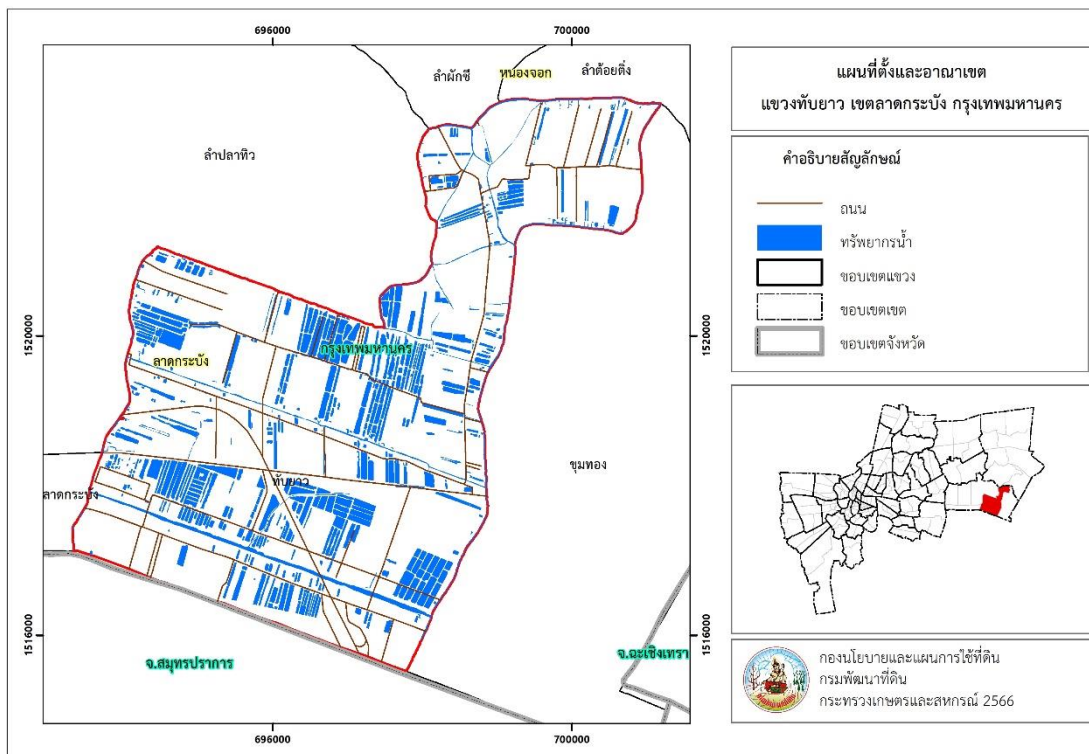 696000
700000
ลำผักชี
หนองจอก
ลำต้อยติ่ง
ลำปลาทิว
1520000
1520000
กรุงเทพมหานคร
ลาดกระบัง
ขุมทอง
ทับยาว
ลาดกระบัง
1516000
1516000
จ.สมุทรปราการ
จ.ฉะเชิงเทรา
696000
700000
แผนที่ตั้งและอาณาเขต
แขวงทับยาว เขตลาดกระบัง กรุงเทพมหานคร
คำอธิบายสัญลักษณ์
ถนน
ทรัพยากรน้ำ
ขอบเขตแขวง
ขอบเขตเขต
ขอบเขตจังหวัด
กองนโยบายและแผนการใช้ที่ดิน
กรมพัฒนาที่ดิน
กระทรวงเกษตรและสหกรณ์ 2566